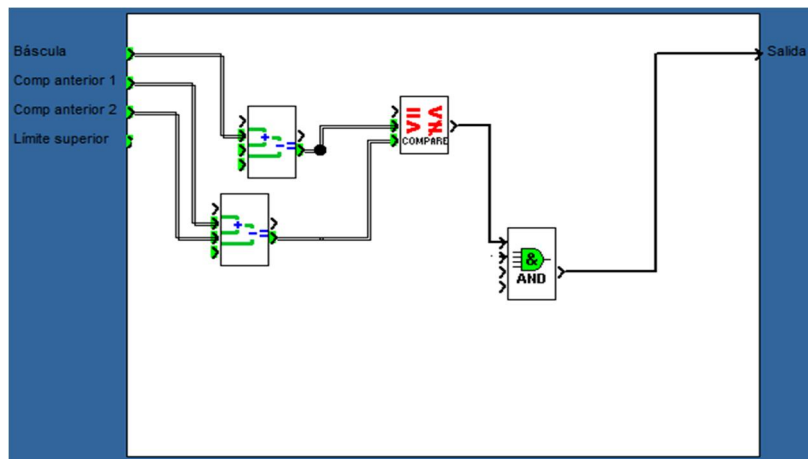 Báscula
Comp anterior 1
Comp anterior 2
Límite superior
Salida
COMPARE
&
AND